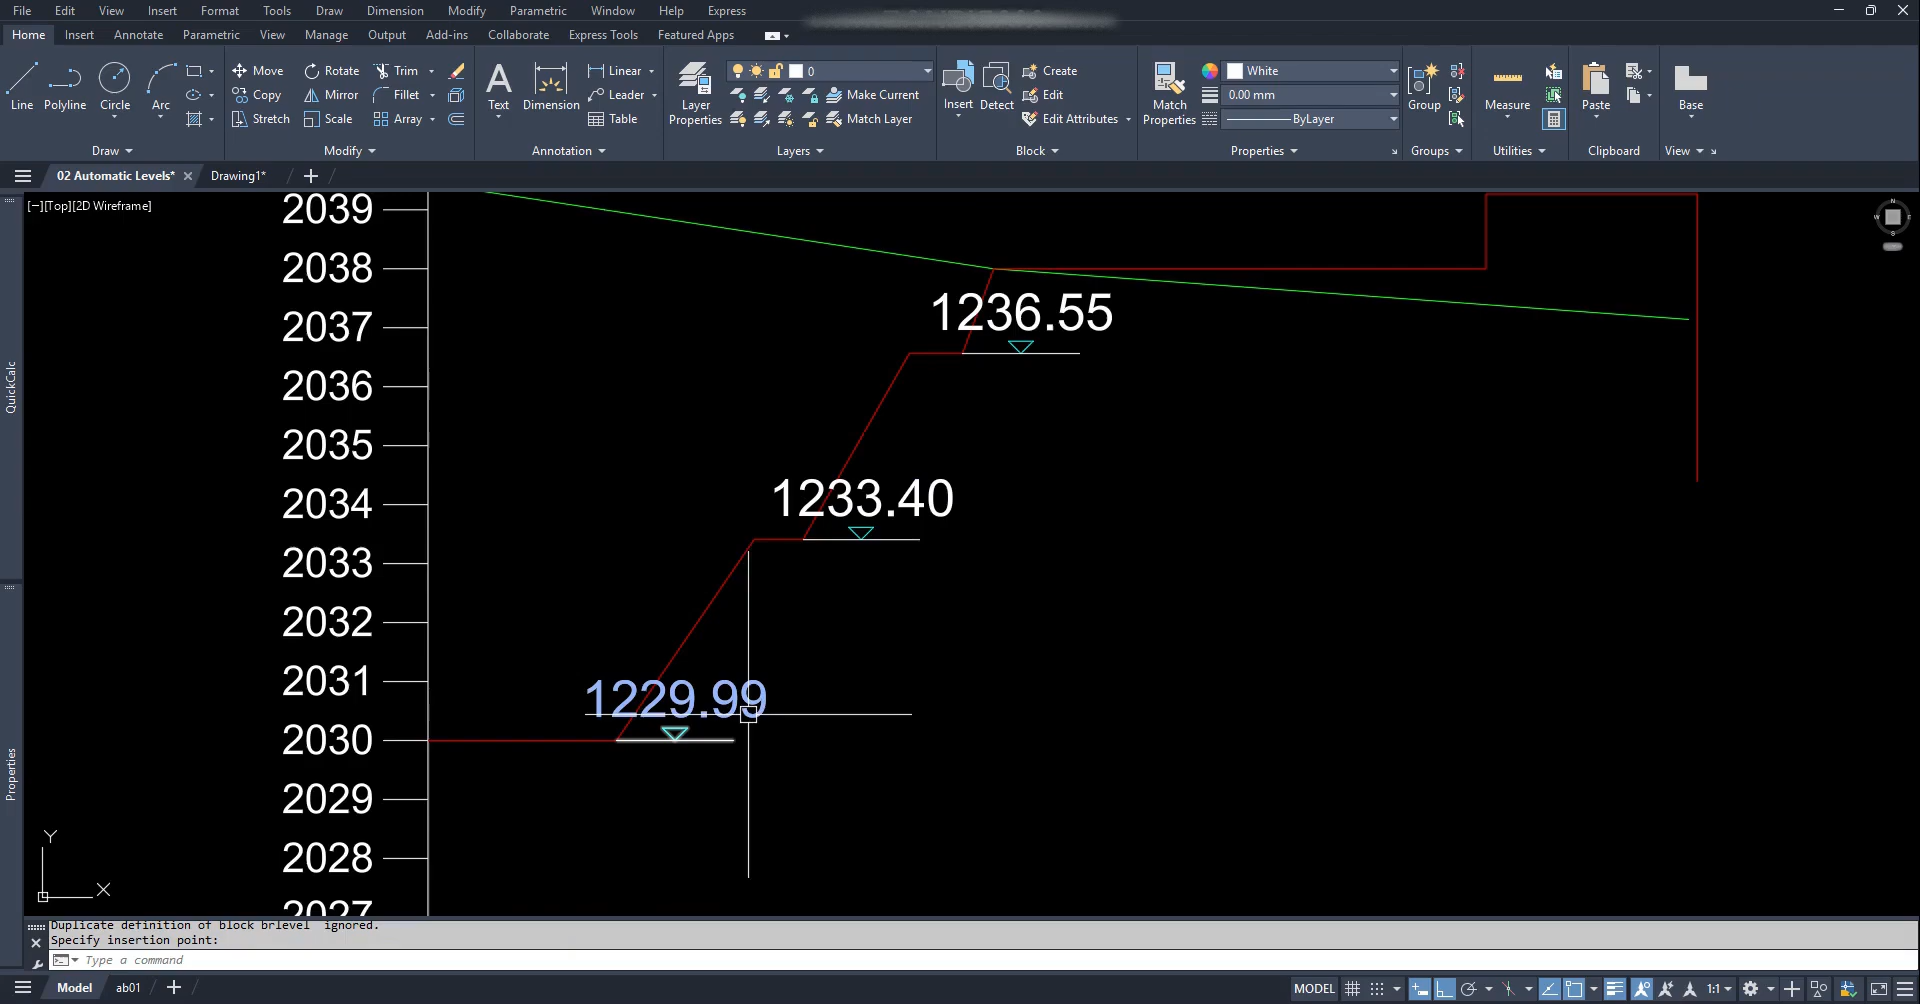 File Edit View Insert Format Tools Draw Dimension Modify Parametric Window Help Express
Home Insert Annotate Parametric View Manage Output Add-ins Collaborate Express Tools Featured Apps
Line Polyline Circle Arc
Move Rotate Trim
Copy Mirror Fillet
Stretch Scale Array
Text Dimension
Linear
Leader
Table
Layer Properties
0
Make Current
Match Layer
Insert Detect
Create
Edit
Edit Attributes
Match Properties
White
0.00 mm
ByLayer
Group
Measure
Paste
Base
Draw Modify Annotation Layers Block Properties Groups Utilities Clipboard View
02 Automatic Levels* Drawing1*
[−][Top][2D Wireframe]
N
W E
S
QuickCalc
Properties
2039
2038
2037
2036
2035
2034
2033
2032
2031
2030
2029
2028
2027
1236.55
1233.40
1229.99
Y
X
Duplicate definition of block brlevel ignored.
Specify insertion point:
Type a command
Model ab01
MODEL 1:1